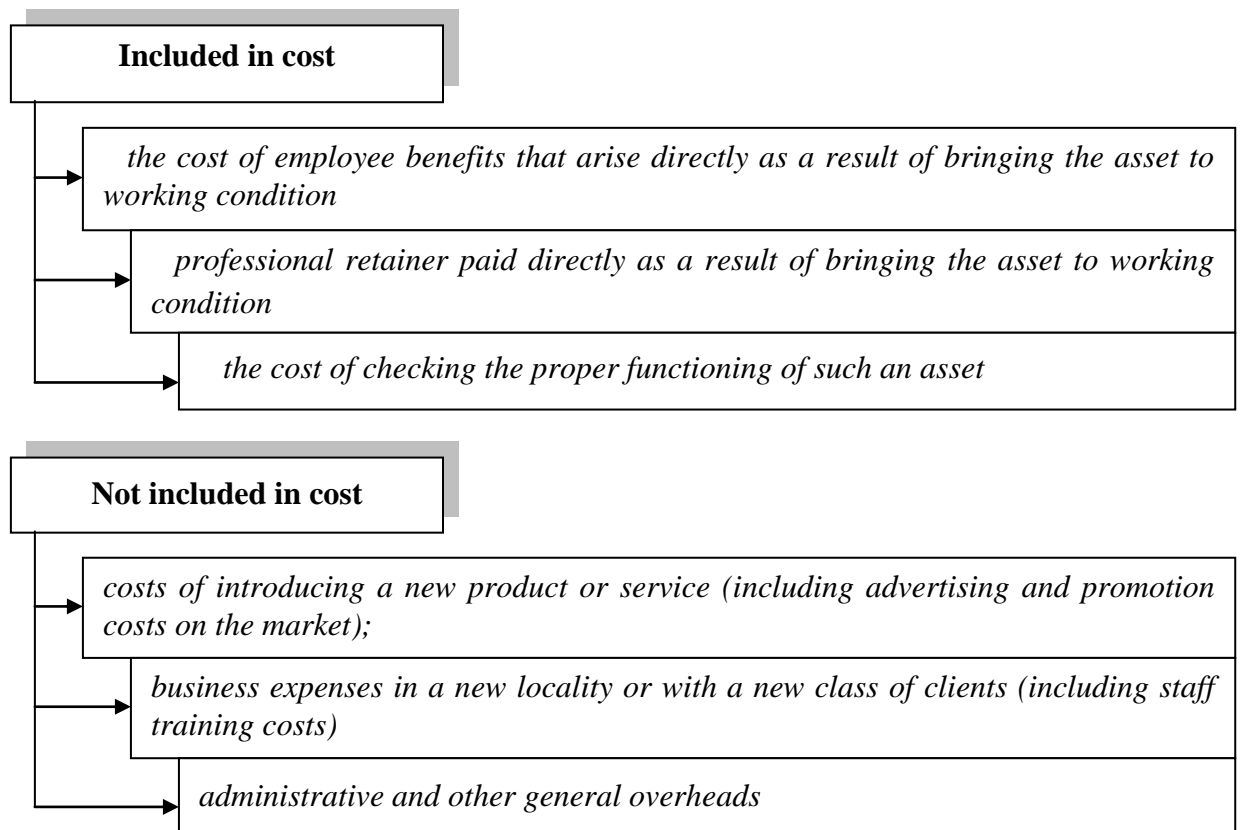 Included in cost
the cost of employee benefits that arise directly as a result of bringing the asset to
working condition
professional retainer paid directly as a result of bringing the asset to working
condition
the cost of checking the proper functioning of such an asset
Not included in cost
costs of introducing a new product or service (including advertising and promotion
costs on the market);
business expenses in a new locality or with a new class of clients (including staff
training costs)
administrative and other general overheads